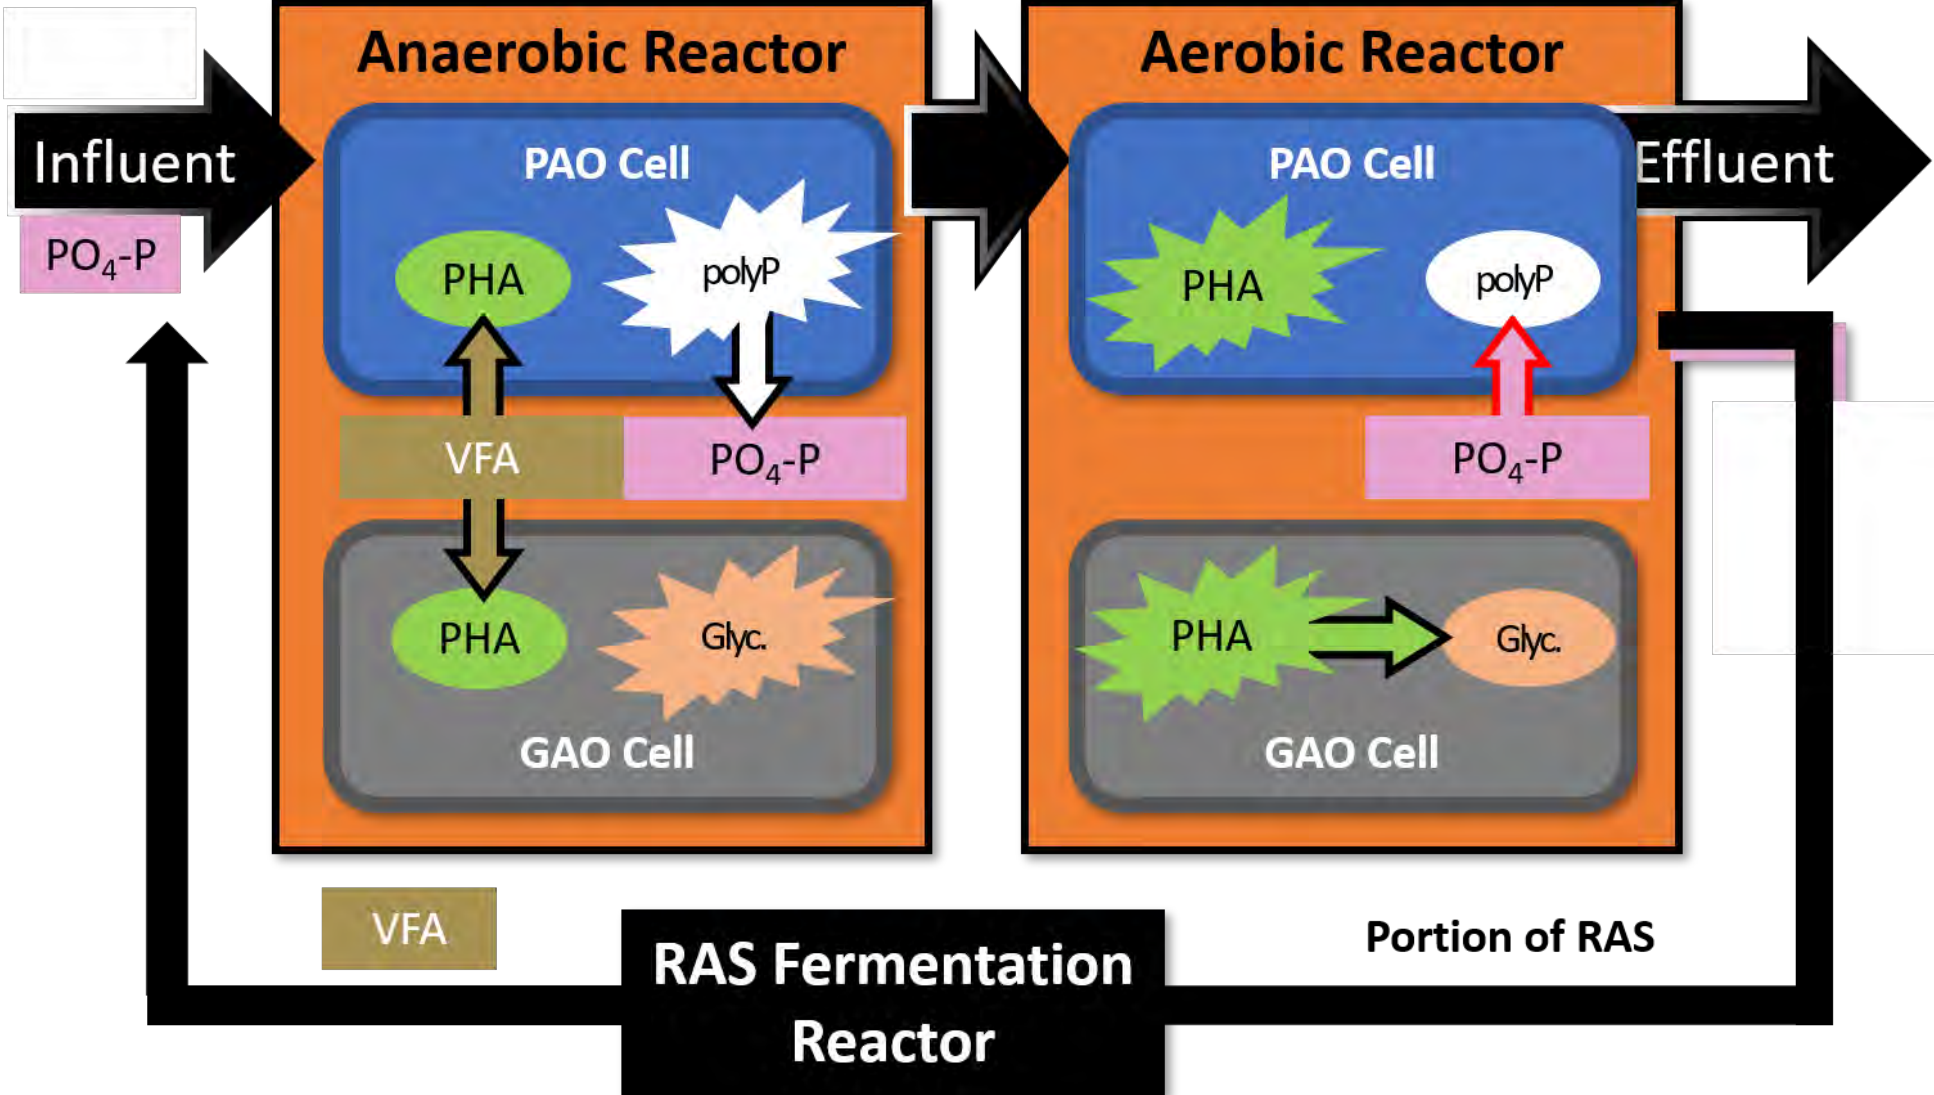 Anaerobic Reactor
Aerobic Reactor
Influent
PAO Cell
PAO Cell
Effluent
PO₄-P
PHA
polyP
PHA
polyP
VFA
PO₄-P
PO₄-P
PHA
Glyc.
PHA
Glyc.
GAO Cell
GAO Cell
VFA
RAS Fermentation
Reactor
Portion of RAS